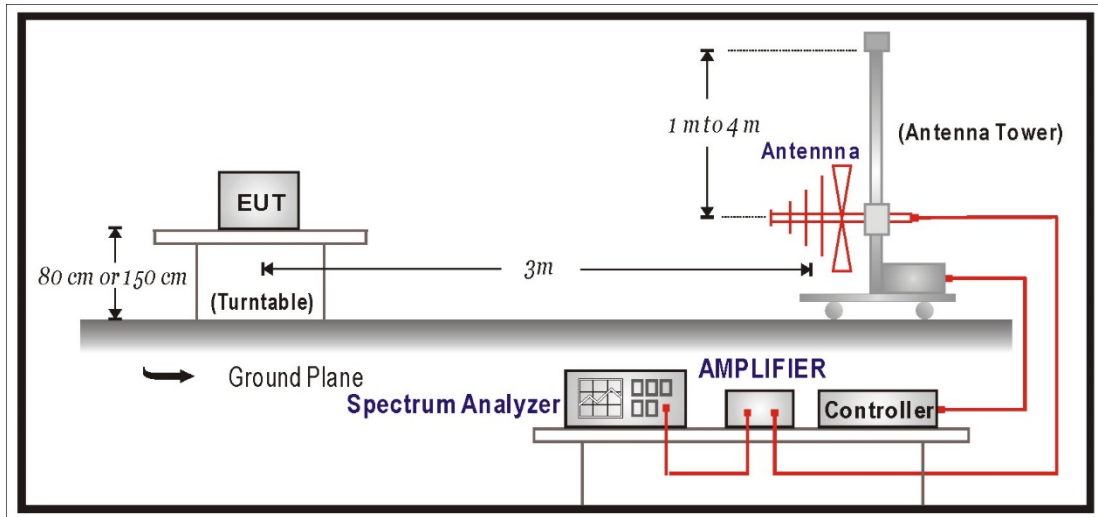 1 m to 4 m
(Antenna Tower)
Antennna
EUT
80 cm or 150 cm
3m
(Turntable)
Ground Plane
AMPLIFIER
Spectrum Analyzer
Controller